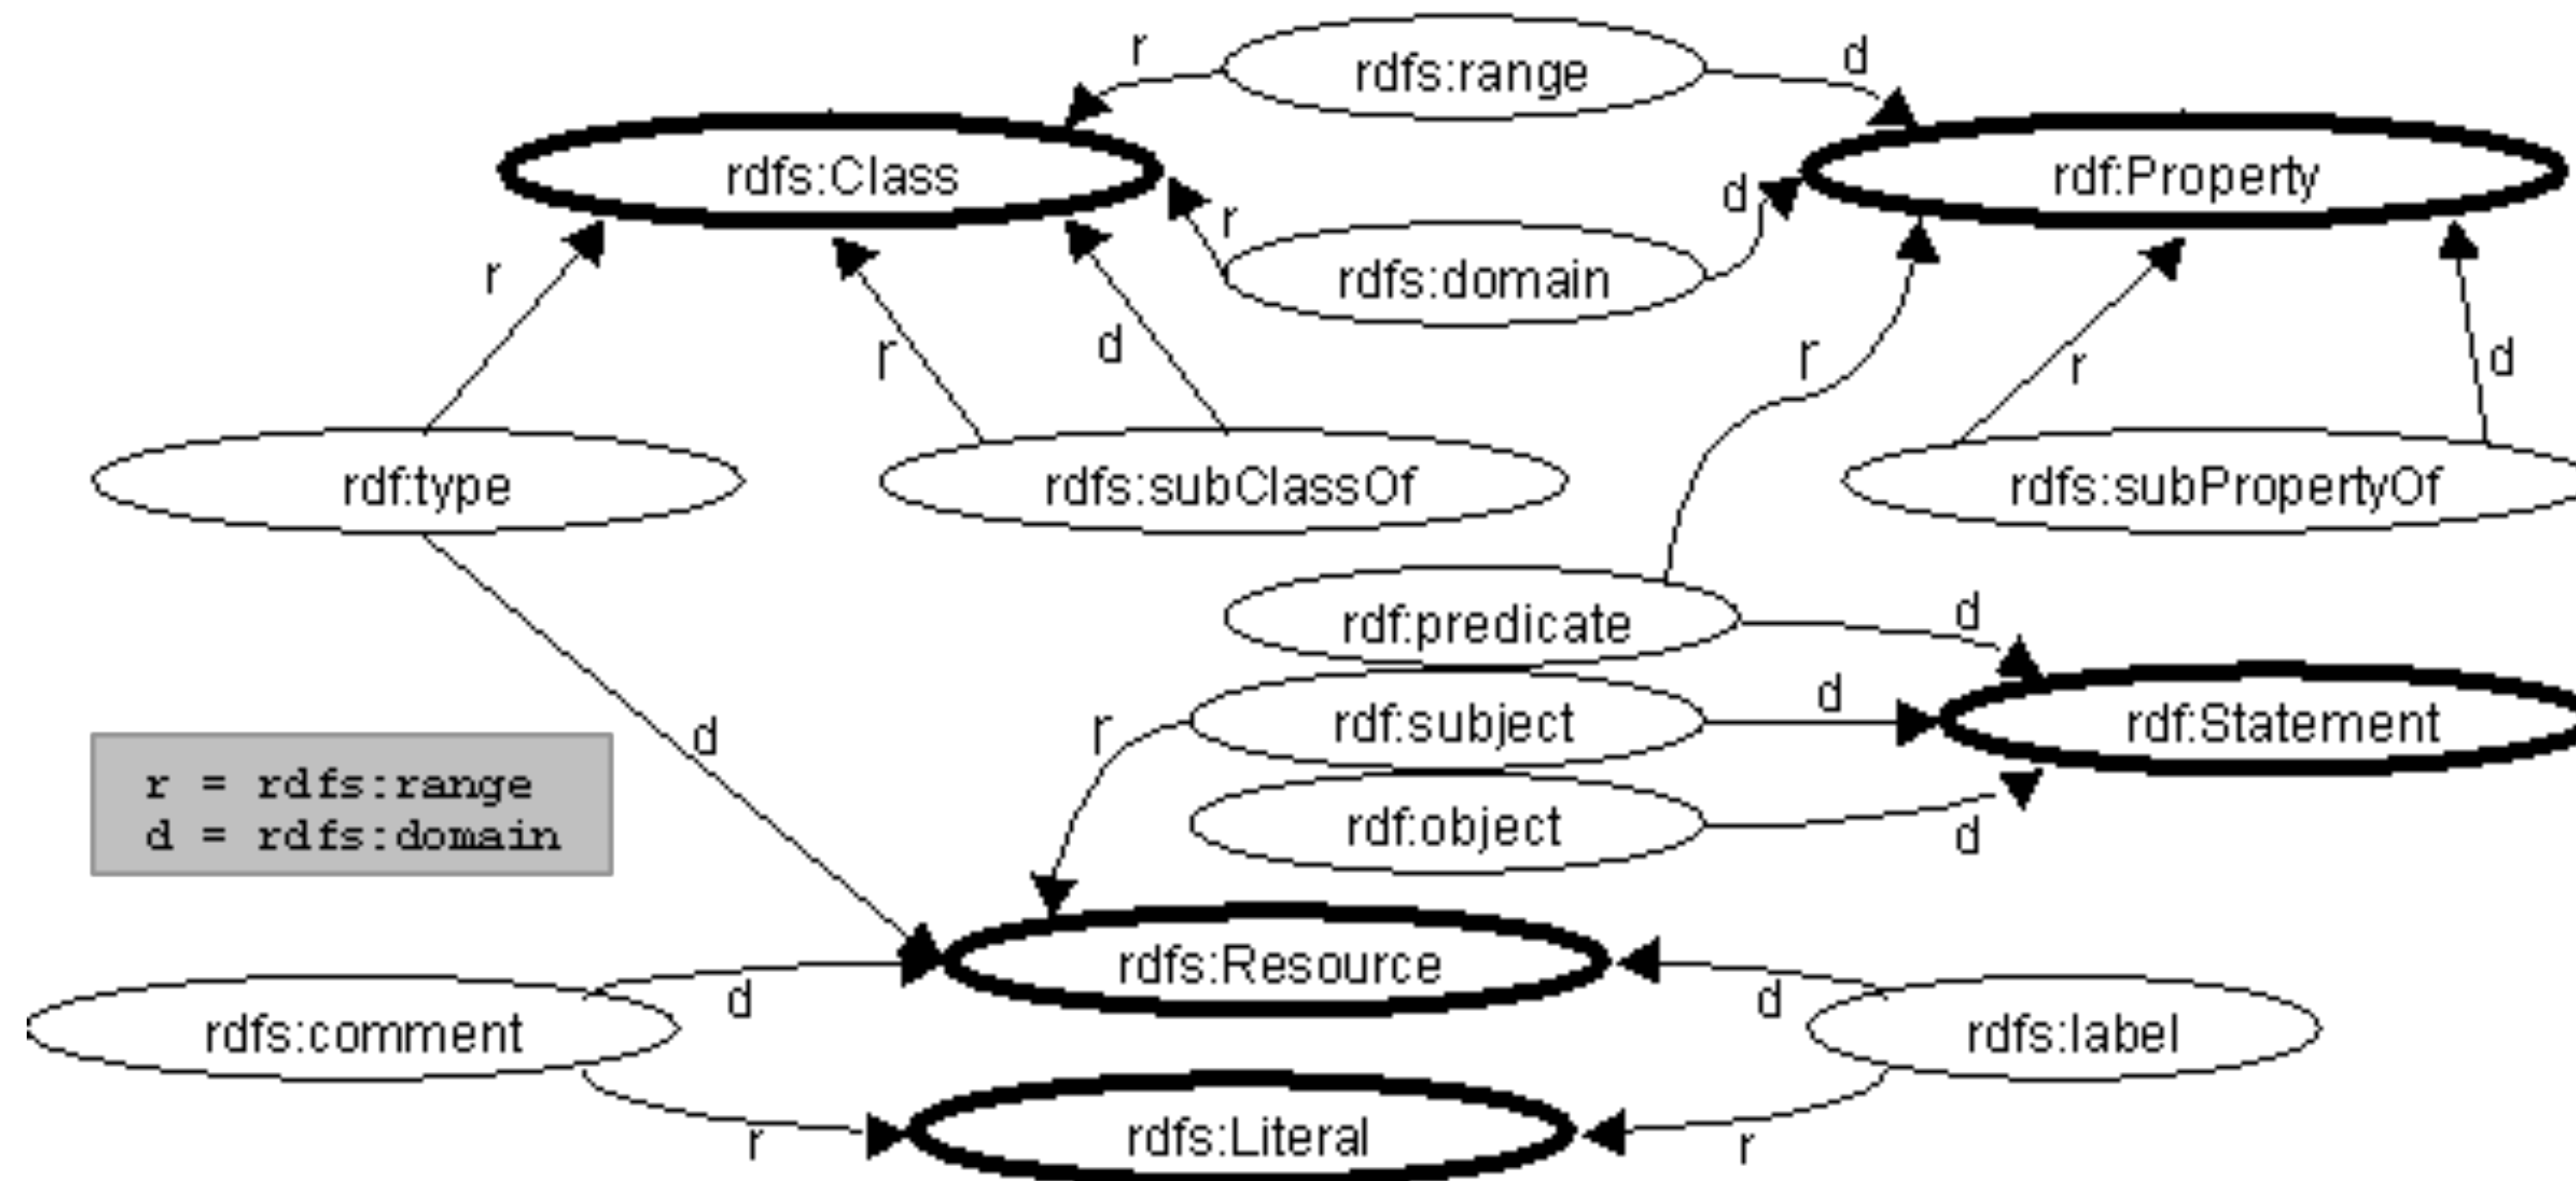 r
rdfs:range
d
rdfs:Class
rdf:Property
r
d
rdfs:domain
r
r
d
r
r
d
rdf:type
rdfs:subClassOf
rdfs:subPropertyOf
rdf:predicate
d
d
r
rdf:subject
d
rdf:Statement
r = rdfs:range
d = rdfs:domain
rdf:object
d
rdfs:Resource
d
d
rdfs:comment
rdfs:label
r
rdfs:Literal
r